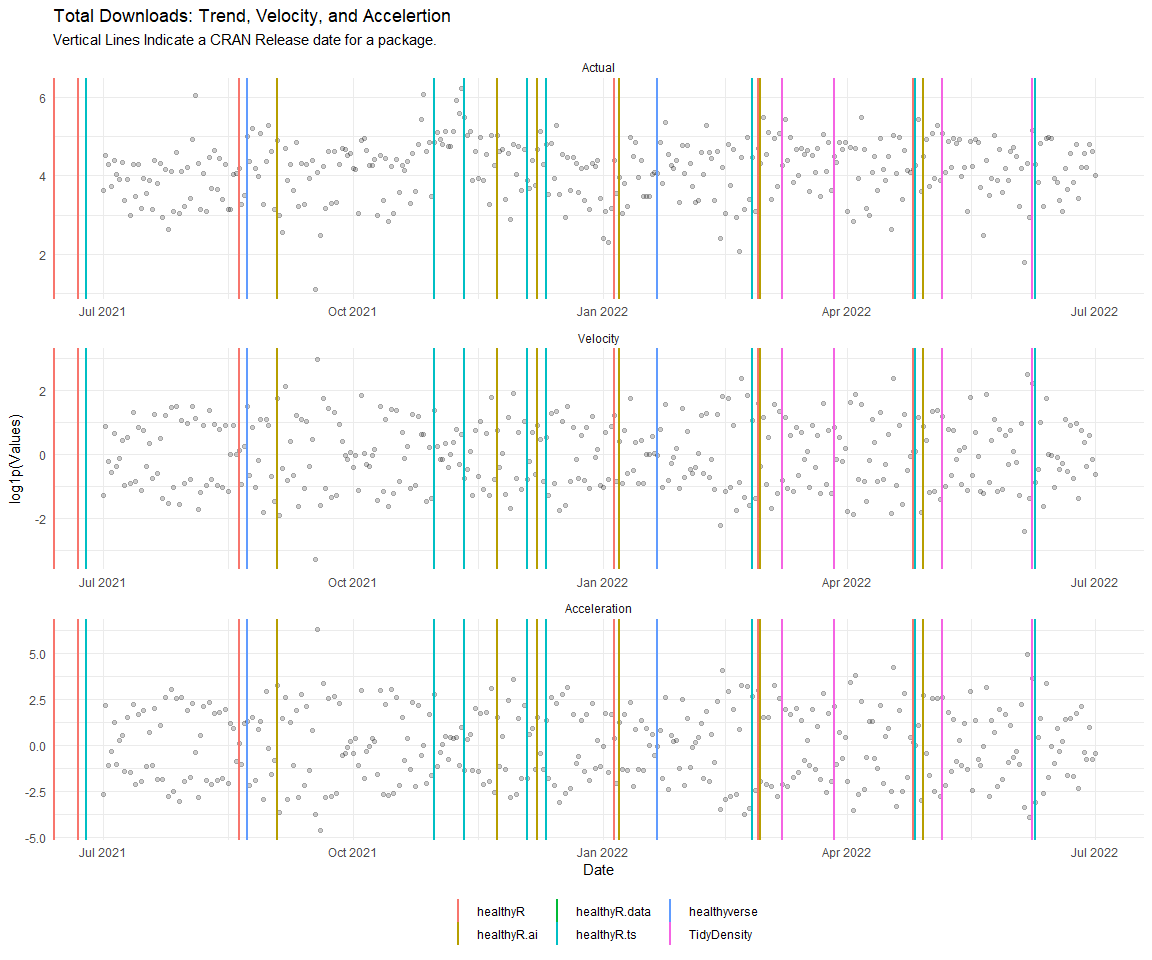 Total Downloads: Trend, Velocity, and Accelertion
Vertical Lines Indicate a CRAN Release date for a package.
Actual
6
4
2
Jul 2021 Oct 2021 Jan 2022 Apr 2022 Jul 2022
Velocity
2
0
-2
Jul 2021 Oct 2021 Jan 2022 Apr 2022 Jul 2022
log1p(Values)
Acceleration
5.0
2.5
0.0
-2.5
-5.0
Jul 2021 Oct 2021 Jan 2022 Apr 2022 Jul 2022
Date
healthyR healthyR.data healthyverse
healthyR.ai healthyR.ts TidyDensity